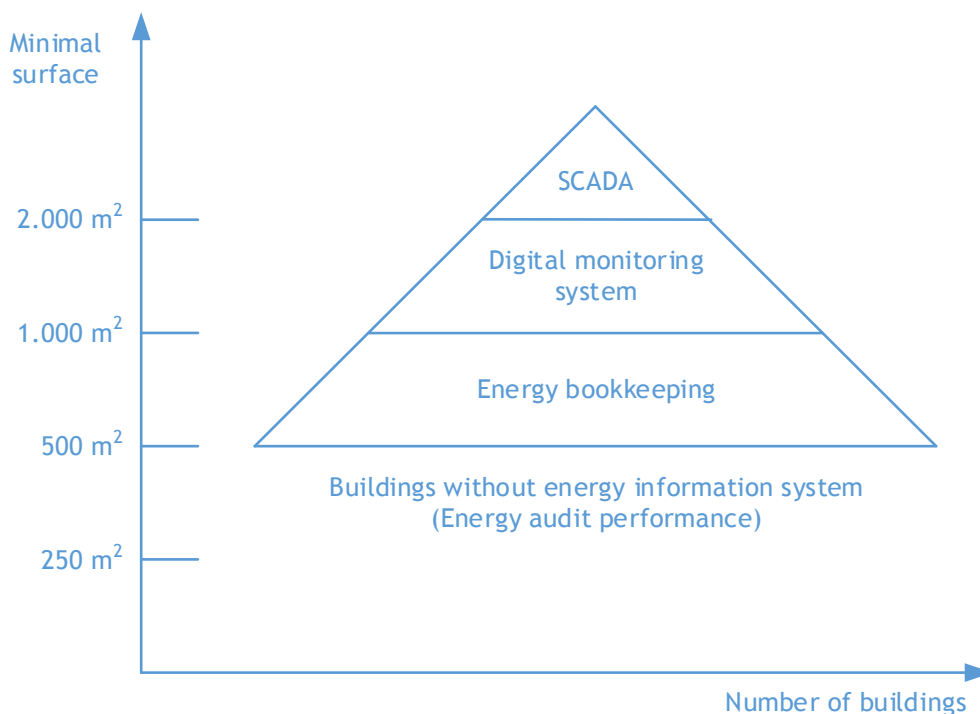 Minimal
surface
SCADA
2.000 m²
Digital monitoring
system
1.000 m²
Energy bookkeeping
500 m²
Buildings without energy information system
(Energy audit performance)
250 m²
Number of buildings